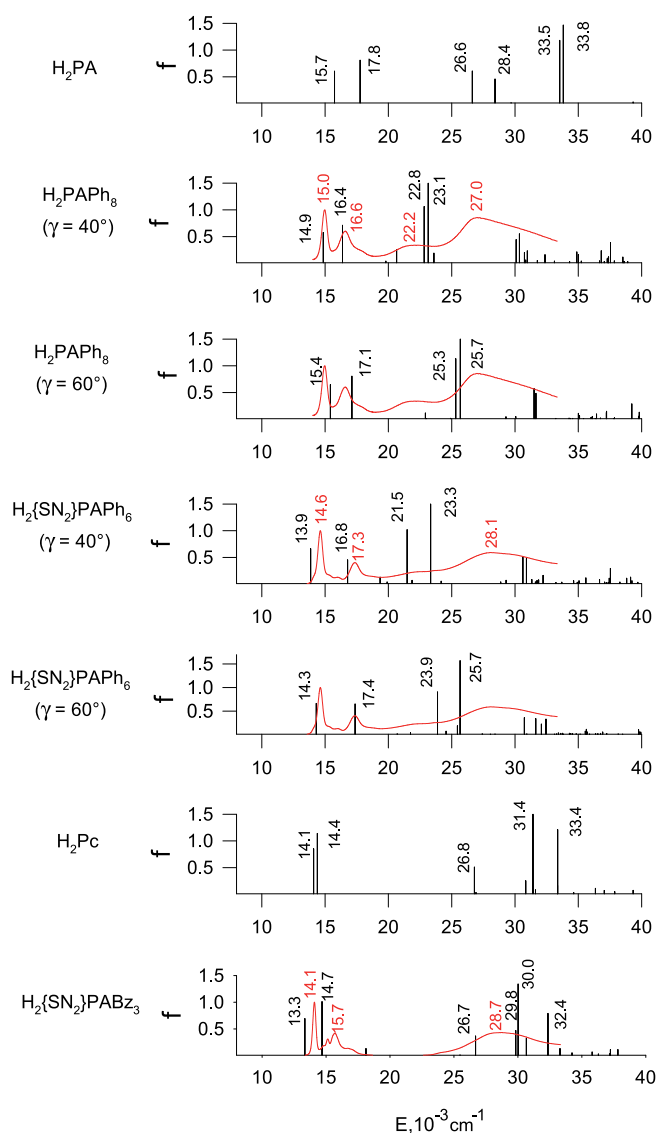 H₂PA
f
1.5
1.0
0.5
15.7
17.8
26.6
28.4
33.5
33.8
10 15 20 25 30 35 40
H₂PAPh₈
(γ = 40°)
f
1.5
1.0
0.5
14.9
15.0
16.4
16.6
22.2
22.8
23.1
27.0
10 15 20 25 30 35 40
H₂PAPh₈
(γ = 60°)
f
1.5
1.0
0.5
15.4
17.1
25.3
25.7
10 15 20 25 30 35 40
H₂{SN₂}PAPh₆
(γ = 40°)
f
1.5
1.0
0.5
13.9
14.6
16.8
17.3
21.5
23.3
28.1
10 15 20 25 30 35 40
H₂{SN₂}PAPh₆
(γ = 60°)
f
1.5
1.0
0.5
14.3
17.4
23.9
25.7
10 15 20 25 30 35 40
H₂Pc
f
1.5
1.0
0.5
14.1
14.4
26.8
31.4
33.4
10 15 20 25 30 35 40
H₂{SN₂}PABz₃
f
1.5
1.0
0.5
13.3
14.1
14.7
15.7
26.7
28.7
29.8
30.0
32.4
10 15 20 25 30 35 40
E,10⁻³cm⁻¹